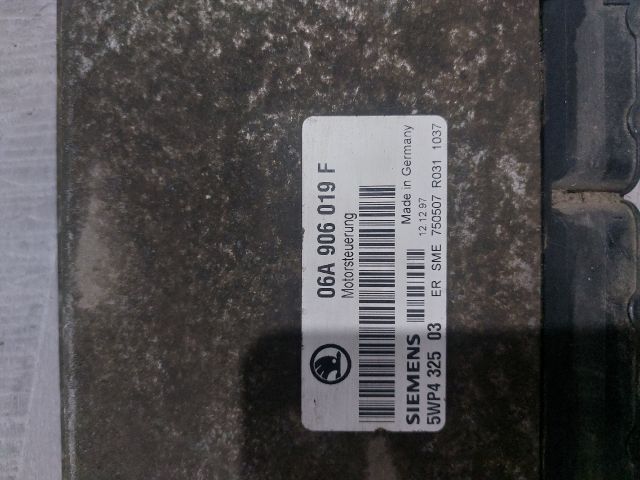 06A 906 019 F
Motorsteuerung
SIEMENS Made in Germany
12 12 97
5WP4 325 03 ER SME 750507 R031 1037